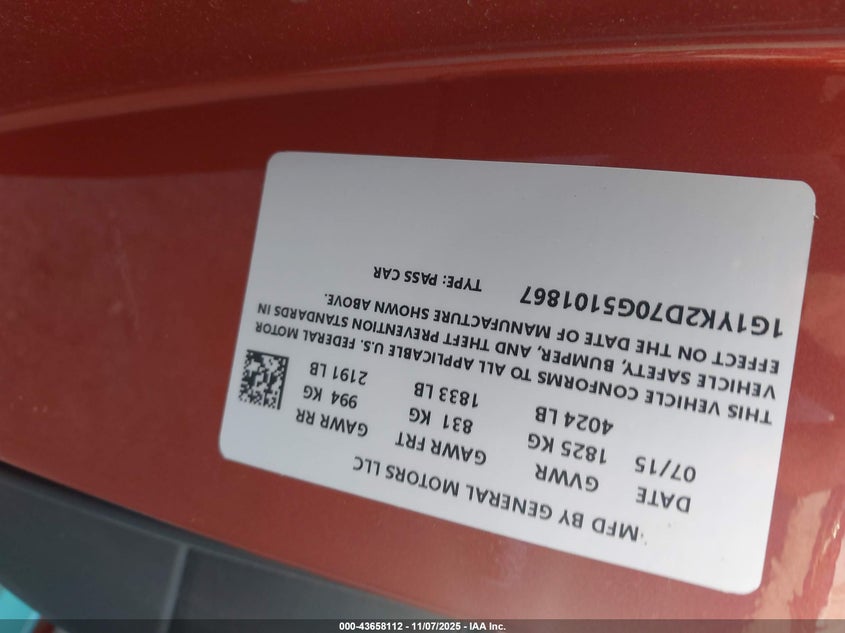 MFD BY GENERAL MOTORS LLC
DATE GVWR GAWR FRT GAWR RR
07/15 1825 KG 831 KG 994 KG
4024 LB 1833 LB 2191 LB
THIS VEHICLE CONFORMS TO ALL APPLICABLE U.S. FEDERAL MOTOR
VEHICLE SAFETY, BUMPER, AND THEFT PREVENTION STANDARDS IN
EFFECT ON THE DATE OF MANUFACTURE SHOWN ABOVE.
1G1YK2D70G5101867 TYPE: PASS CAR
000-43658112 - 11/07/2025 - IAA Inc.